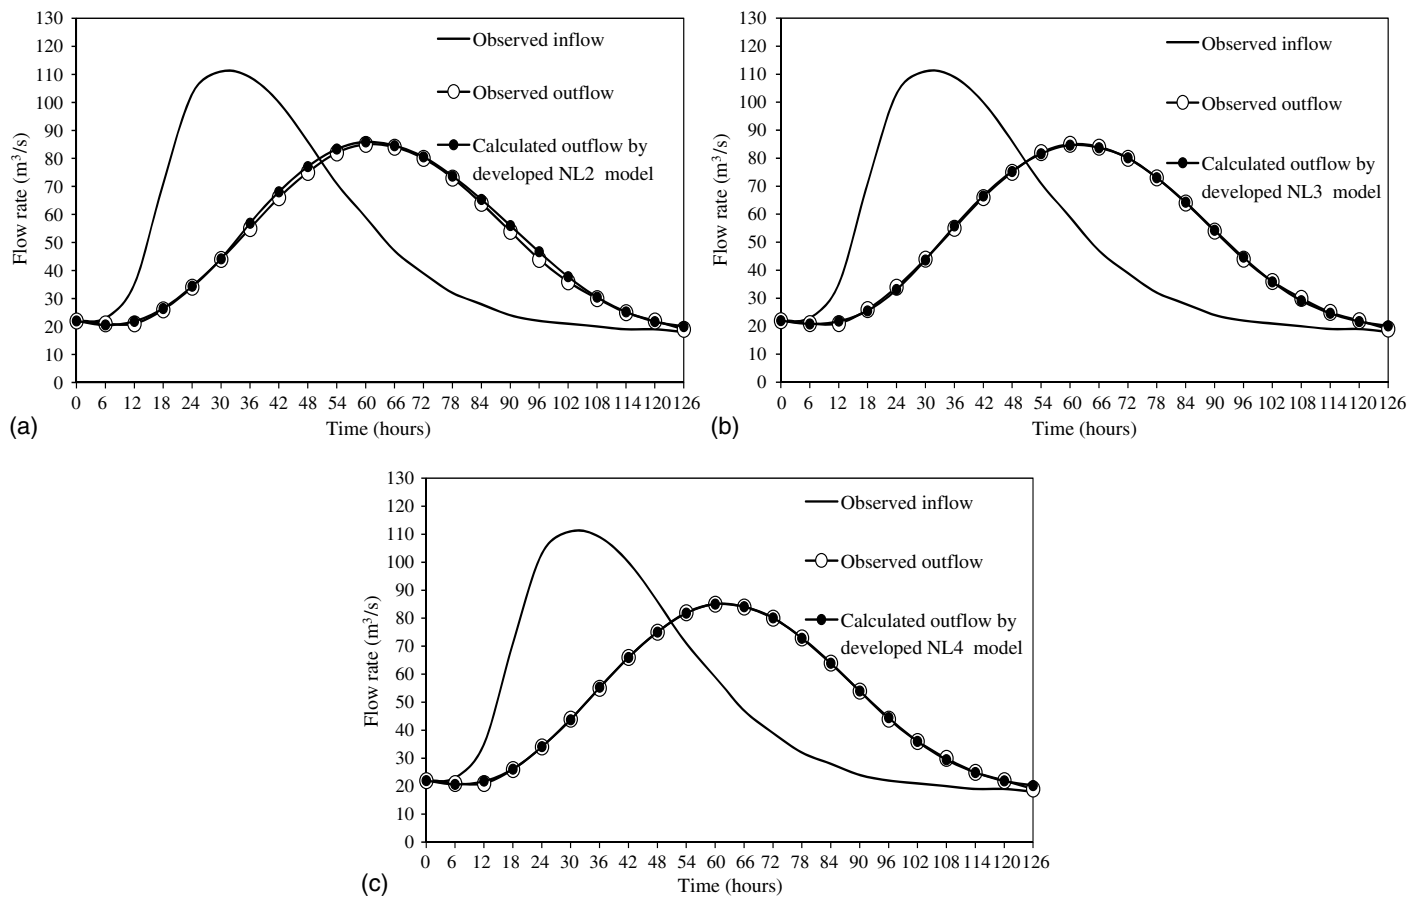 130
120
110
100
90
80
70
60
50
40
30
20
10
0
Flow rate (m³/s)
Observed inflow
Observed outflow
Calculated outflow by
developed NL2 model
0 6 12 18 24 30 36 42 48 54 60 66 72 78 84 90 96 102 108 114 120 126
Time (hours)
(a)
130
120
110
100
90
80
70
60
50
40
30
20
10
0
Flow rate (m³/s)
Observed inflow
Observed outflow
Calculated outflow by
developed NL3 model
0 6 12 18 24 30 36 42 48 54 60 66 72 78 84 90 96 102 108 114 120 126
Time (hours)
(b)
130
120
110
100
90
80
70
60
50
40
30
20
10
0
Flow rate (m³/s)
Observed inflow
Observed outflow
Calculated outflow by
developed NL4 model
0 6 12 18 24 30 36 42 48 54 60 66 72 78 84 90 96 102 108 114 120 126
Time (hours)
(c)